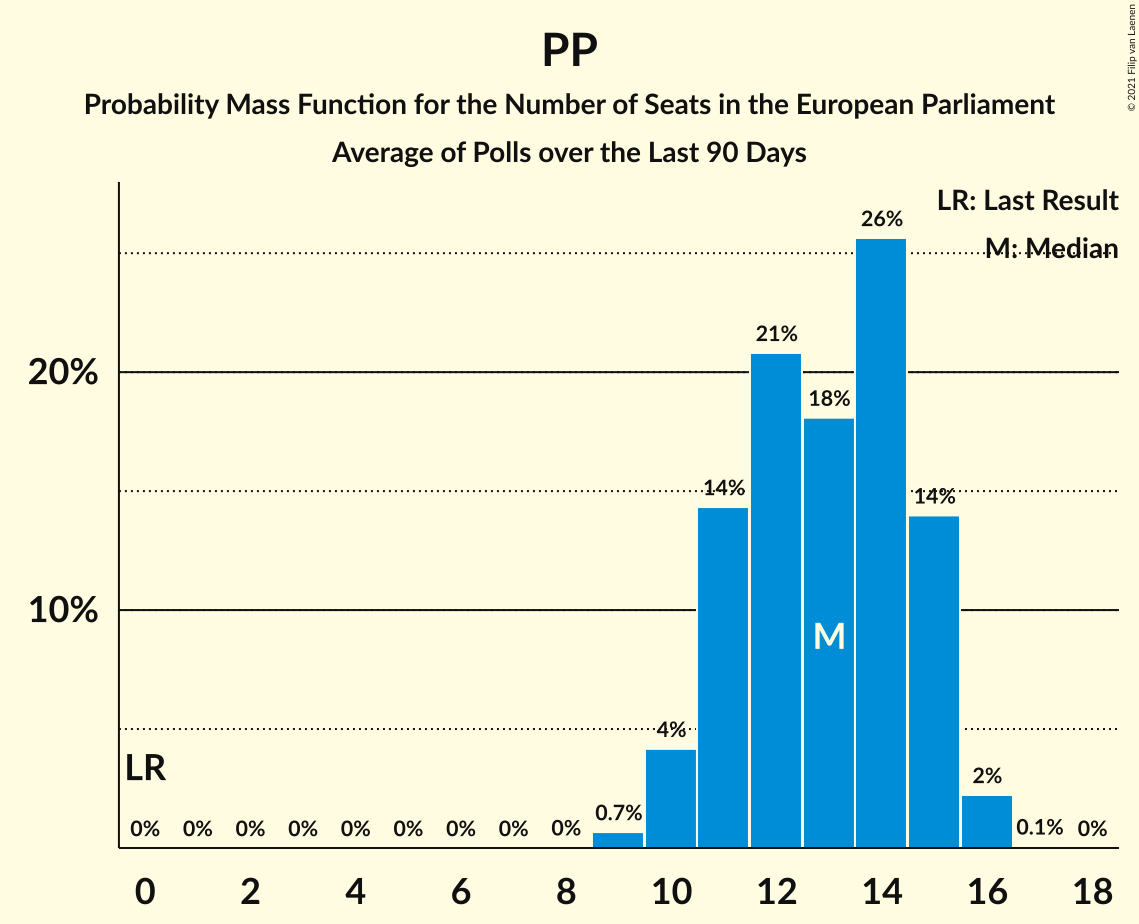 PP
Probability Mass Function for the Number of Seats in the European Parliament
Average of Polls over the Last 90 Days
© 2021 Filip van Laenen
LR: Last Result
M: Median
26%
21%
20%
18%
14%
14%
10%
M
4%
LR
2%
0% 0% 0% 0% 0% 0% 0% 0% 0% 0.7% 0.1% 0%
0 2 4 6 8 10 12 14 16 18